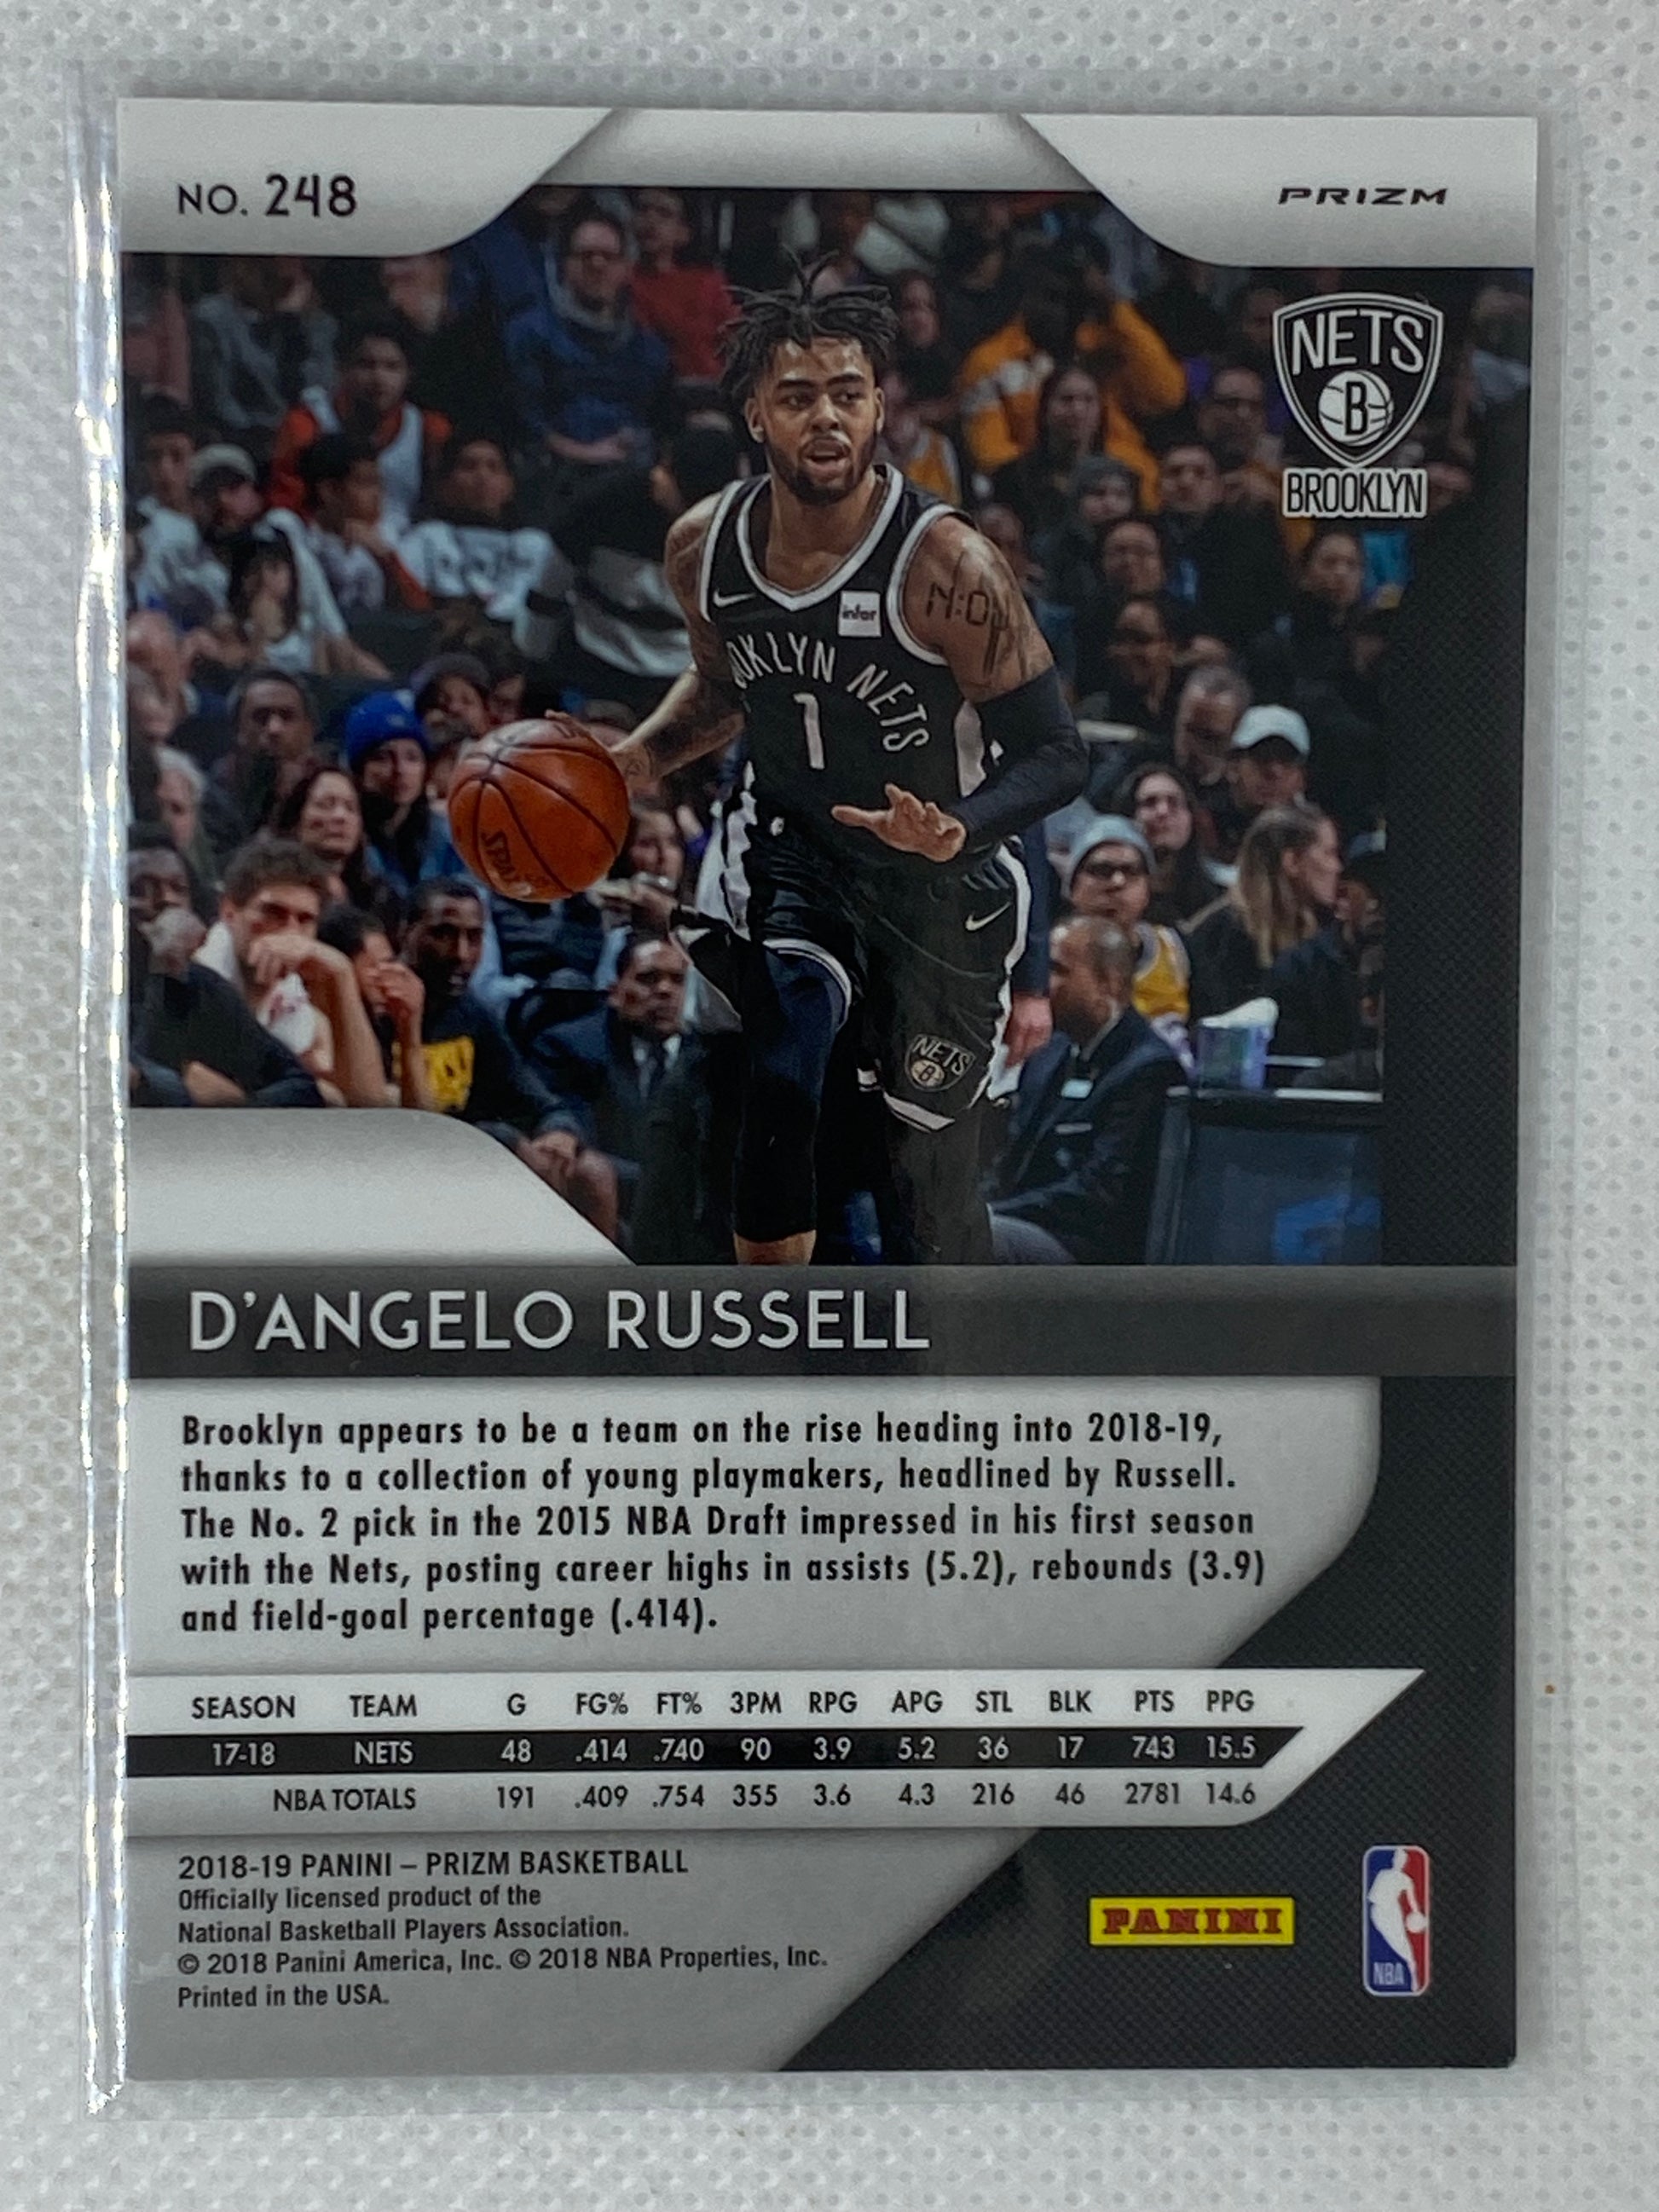 NO. 248
PRIZM
NETS
B
BROOKLYN
infor
OKLYN NETS
1
NETS
B
D'ANGELO RUSSELL
Brooklyn appears to be a team on the rise heading into 2018-19,
thanks to a collection of young playmakers, headlined by Russell.
The No. 2 pick in the 2015 NBA Draft impressed in his first season
with the Nets, posting career highs in assists (5.2), rebounds (3.9)
and field-goal percentage (.414).
SEASON TEAM G FG% FT% 3PM RPG APG STL BLK PTS PPG
17-18 NETS 48 .414 .740 90 3.9 5.2 36 17 743 15.5
NBA TOTALS 191 .409 .754 355 3.6 4.3 216 46 2781 14.6
2018-19 PANINI – PRIZM BASKETBALL
Officially licensed product of the
National Basketball Players Association.
© 2018 Panini America, Inc. © 2018 NBA Properties, Inc.
Printed in the USA.
PANINI
NBA